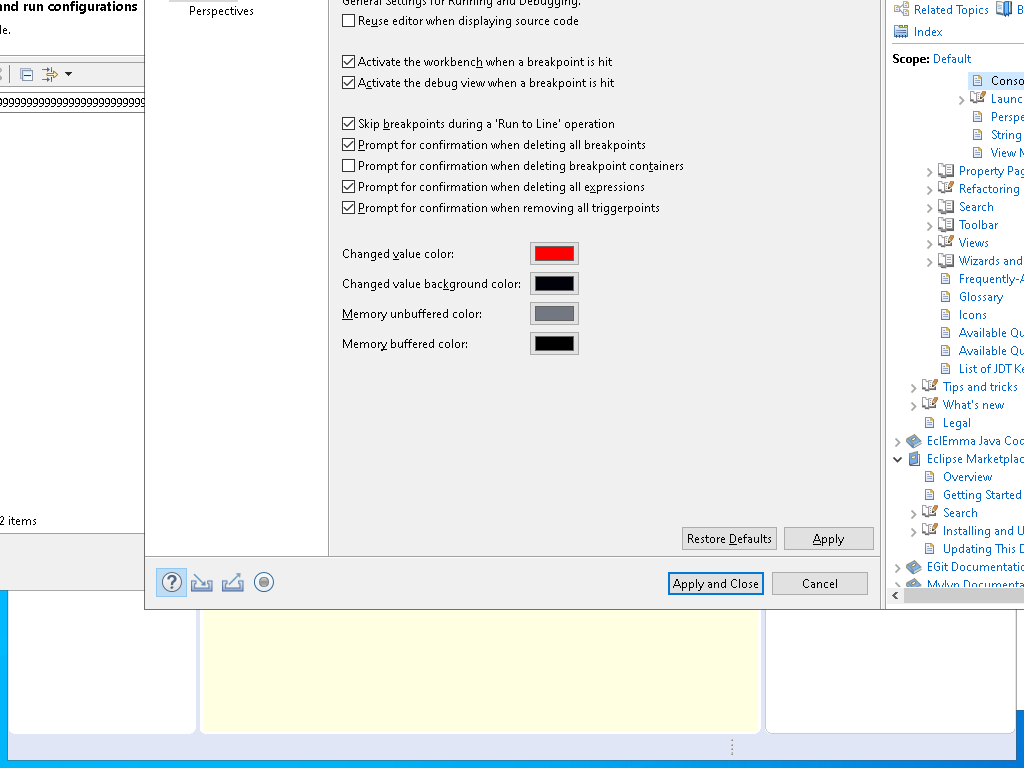 and run configurations
Perspectives
General Settings for Running and Debugging.
Reuse editor when displaying source code
Activate the workbench when a breakpoint is hit
Activate the debug view when a breakpoint is hit
Skip breakpoints during a 'Run to Line' operation
Prompt for confirmation when deleting all breakpoints
Prompt for confirmation when deleting breakpoint containers
Prompt for confirmation when deleting all expressions
Prompt for confirmation when removing all triggerpoints
Changed value color:
Changed value background color:
Memory unbuffered color:
Memory buffered color:
Restore Defaults
Apply
Apply and Close
Cancel
2 items
Related Topics
B
Index
Scope: Default
Conso
Launc
Perspe
String
View M
Property Pag
Refactoring
Search
Toolbar
Views
Wizards and
Frequently-A
Glossary
Icons
Available Qu
Available Qu
List of JDT Ke
Tips and tricks
What's new
Legal
EclEmma Java Coc
Eclipse Marketplac
Overview
Getting Started
Search
Installing and U
Updating This D
EGit Documentatio
Mylyn Documenta